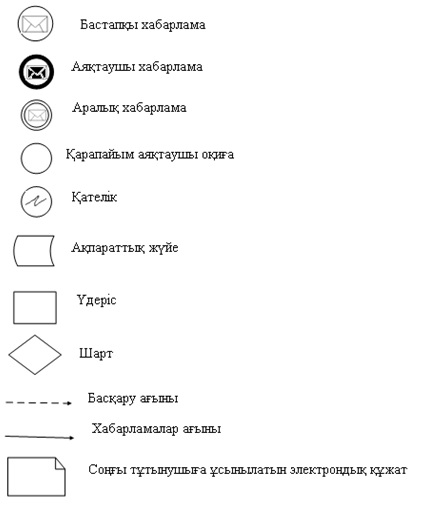 Бастапқы хабарлама
Аяқтаушы хабарлама
Аралық хабарлама
Қарапайым аяқтаушы оқиға
Қателік
Ақпараттық жүйе
Үдеріс
Шарт
Басқару ағыны
Хабарламалар ағыны
Соңғы тұтынушыға ұсынылатын электрондық құжат